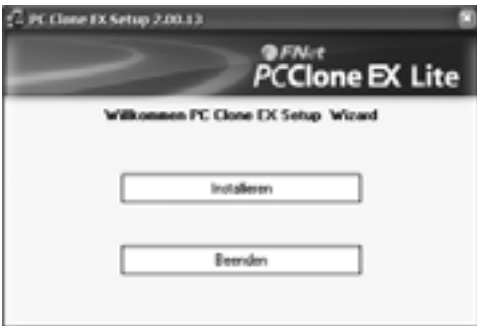 PC Clone EX Setup 2.00.13
FNet
PCClone EX Lite
Willkommen PC Clone EX Setup Wizard
Installieren
Beenden